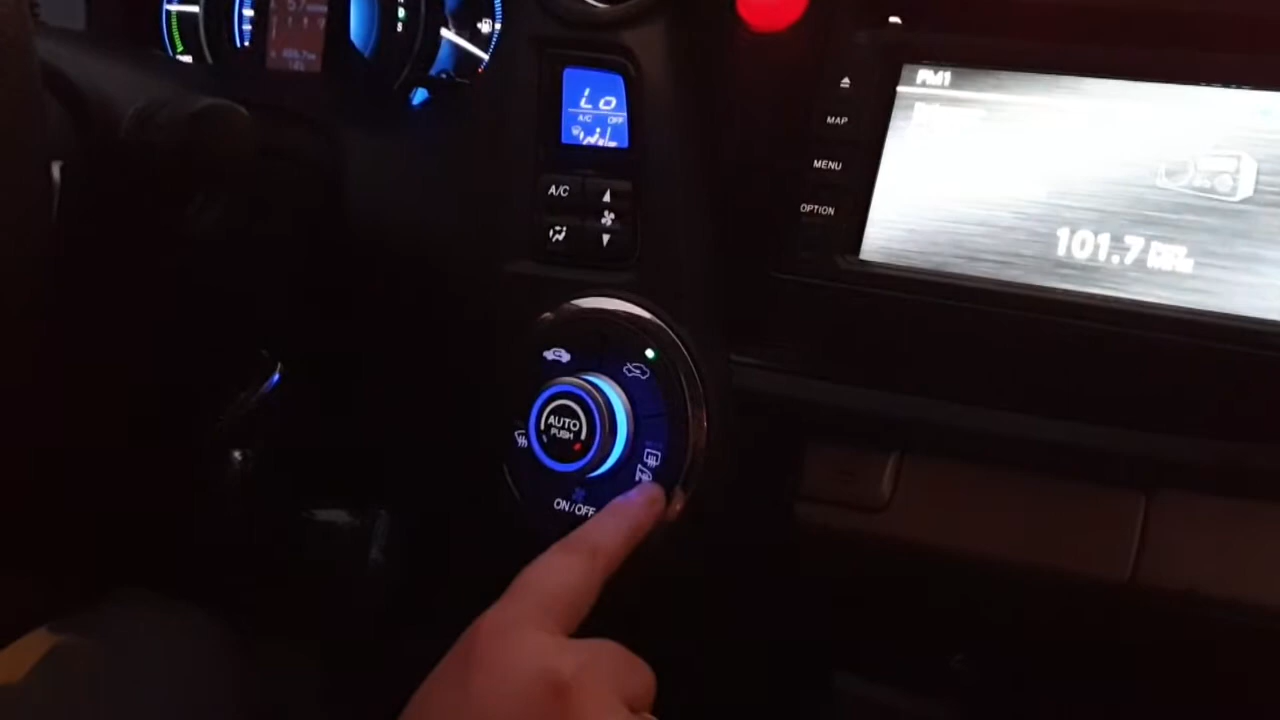 Lo
A/C OFF
A/C
AUTO
PUSH
ON/OFF
MAP
MENU
OPTION
FM1
101.7